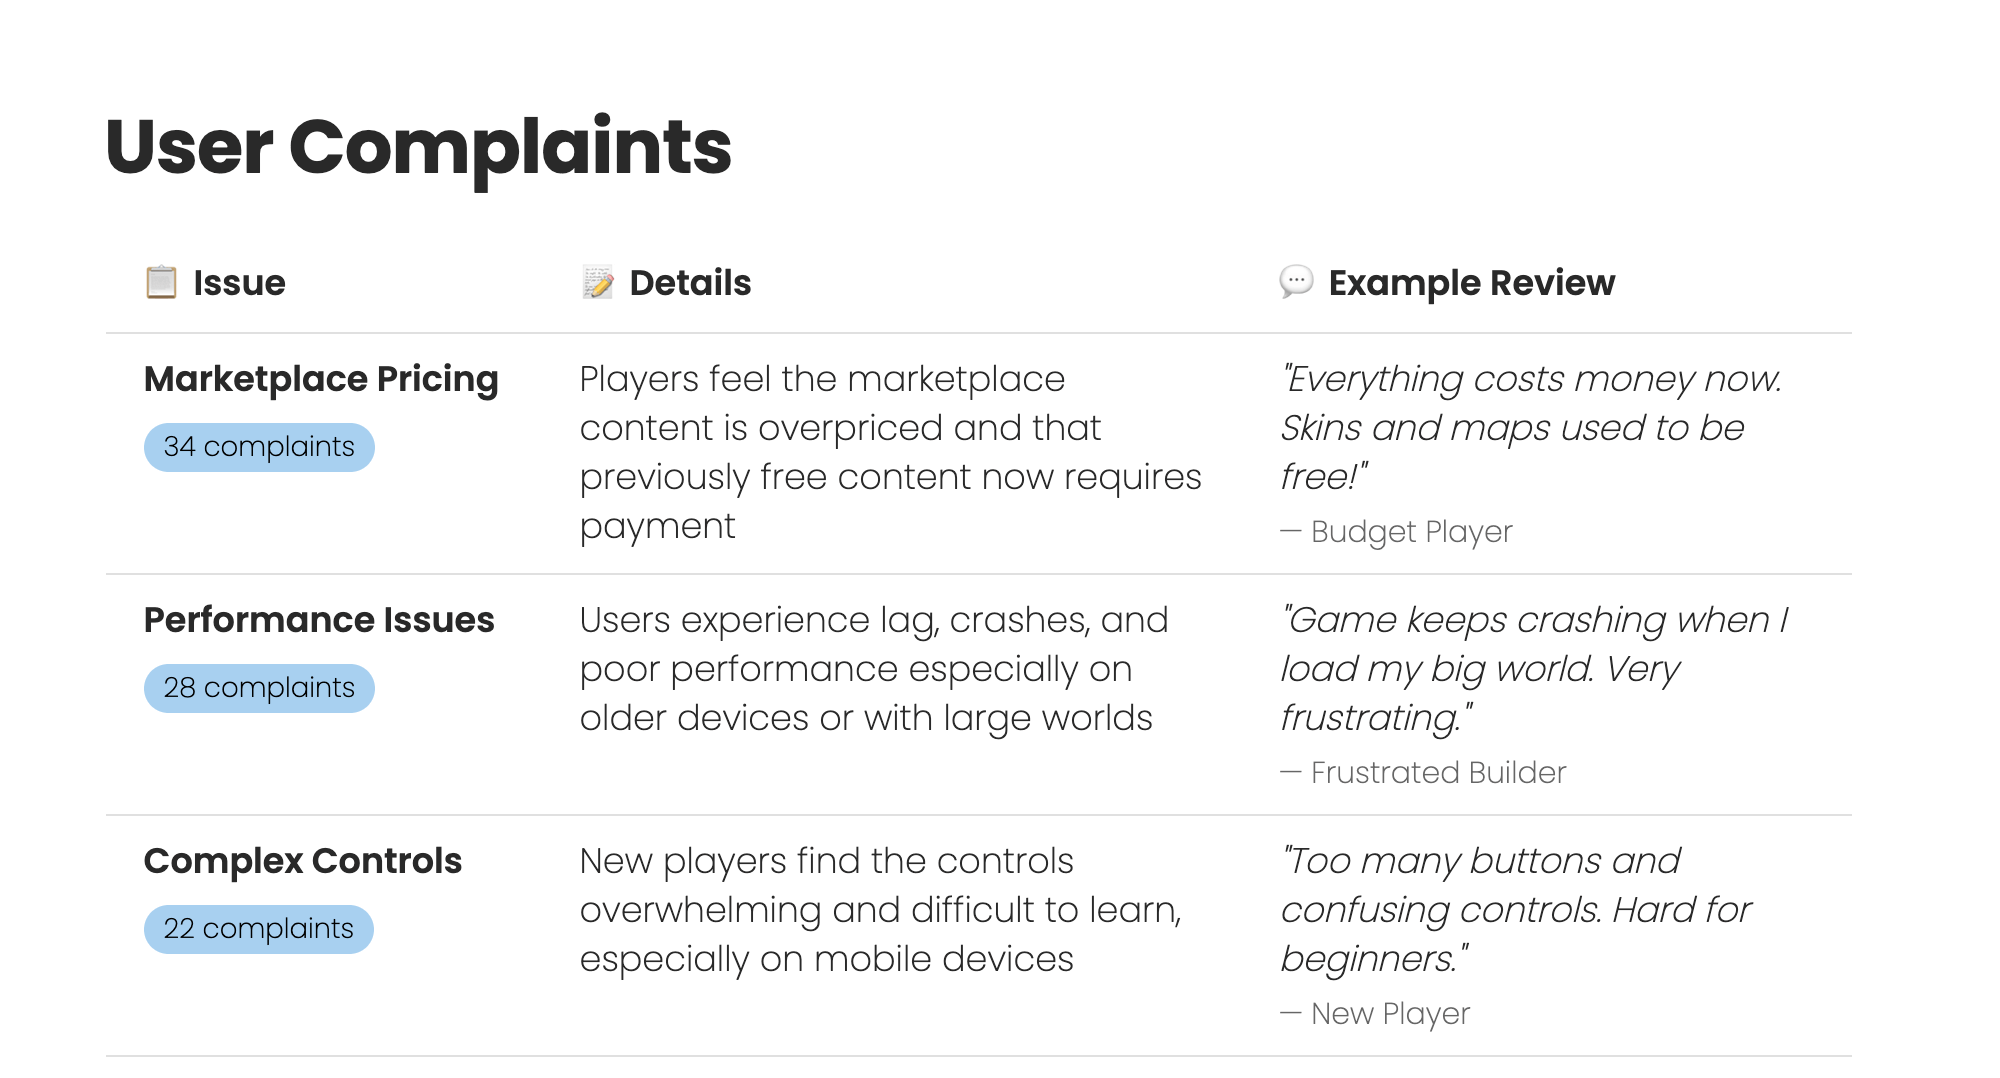 User Complaints
Issue
Details
Example Review
Marketplace Pricing
34 complaints
Players feel the marketplace
content is overpriced and that
previously free content now requires
payment
"Everything costs money now.
Skins and maps used to be
free!"
— Budget Player
Performance Issues
28 complaints
Users experience lag, crashes, and
poor performance especially on
older devices or with large worlds
"Game keeps crashing when I
load my big world. Very
frustrating."
— Frustrated Builder
Complex Controls
22 complaints
New players find the controls
overwhelming and difficult to learn,
especially on mobile devices
"Too many buttons and
confusing controls. Hard for
beginners."
— New Player